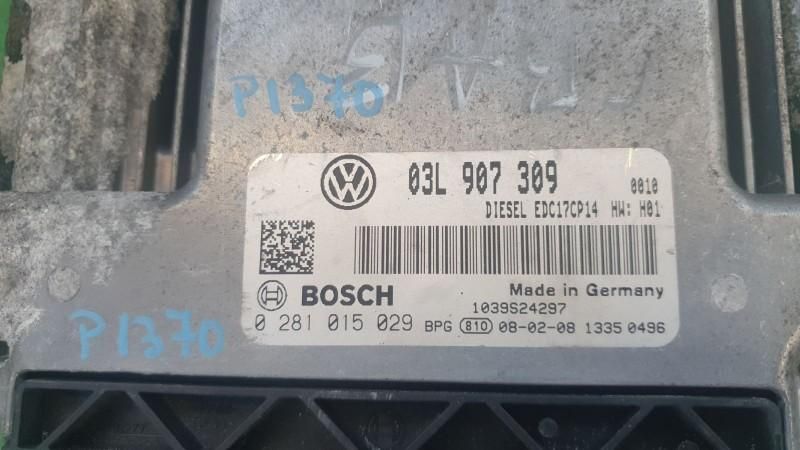 P1370
03L 907 309 0010
DIESEL EDC17CP14 HW: H01
BOSCH Made in Germany
1039S24297
0 281 015 029 BPG 810 08-02-08 1335 0496
P1370